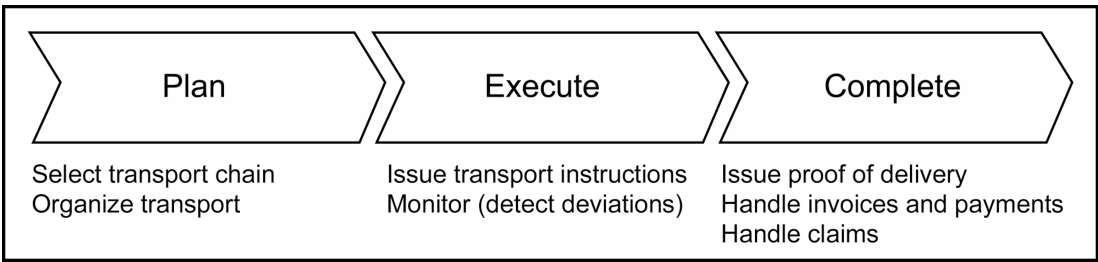 Plan
Select transport chain
Organize transport
Execute
Issue transport instructions
Monitor (detect deviations)
Complete
Issue proof of delivery
Handle invoices and payments
Handle claims